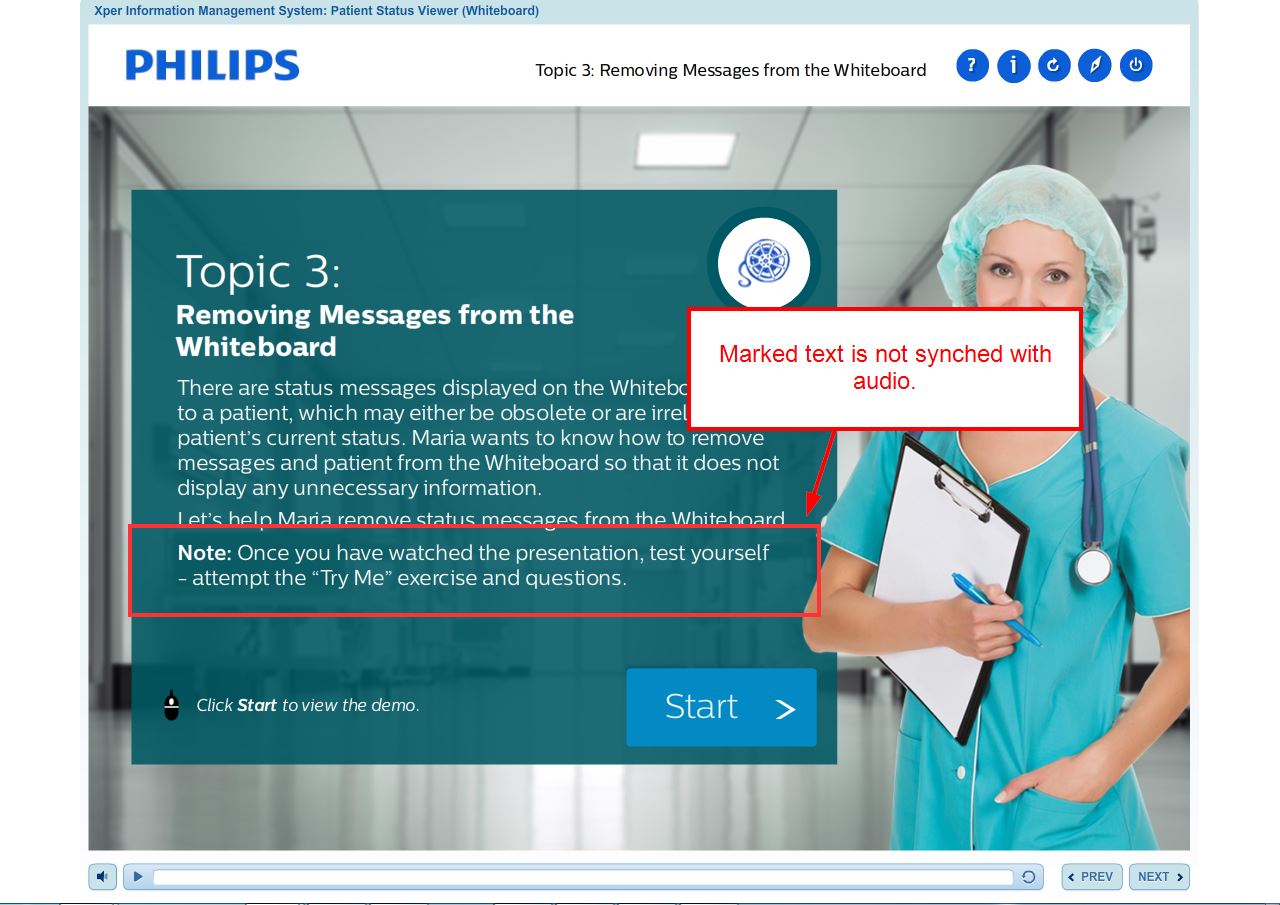 Xper Information Management System: Patient Status Viewer (Whiteboard)
PHILIPS
Topic 3: Removing Messages from the Whiteboard
? i
Topic 3:
Removing Messages from the
Whiteboard
There are status messages displayed on the
to a patient, which may either be obsolete or are
patient's current status. Maria wants to know how to remove
messages and patient from the Whiteboard so that it does not
display any unnecessary information.
Let's help Maria remove status messages from the Whiteboard
Note: Once you have watched the presentation, test yourself
– attempt the “Try Me” exercise and questions.
Marked text is not synched with
audio.
Click Start to view the demo.
Start >
PREV
NEXT